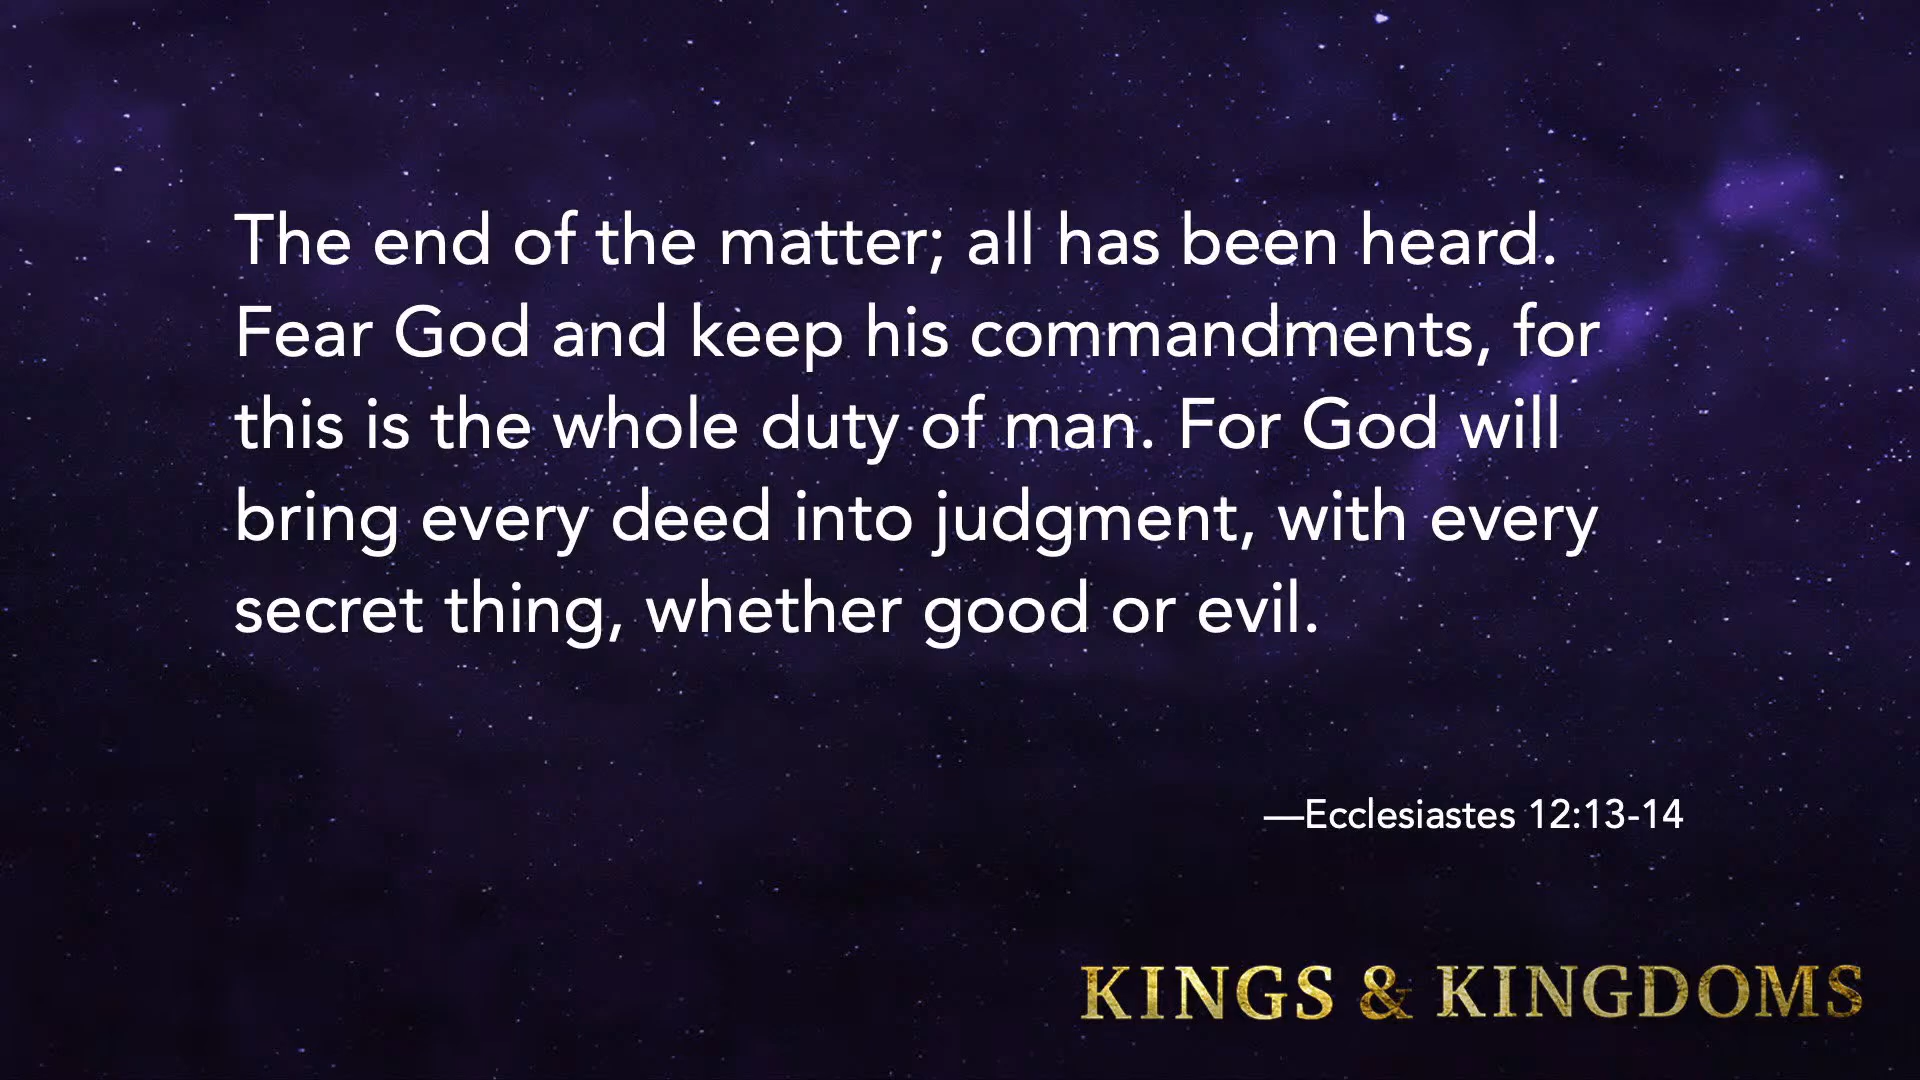 The end of the matter; all has been heard.
Fear God and keep his commandments, for
this is the whole duty of man. For God will
bring every deed into judgment, with every
secret thing, whether good or evil.
—Ecclesiastes 12:13-14
KINGS & KINGDOMS